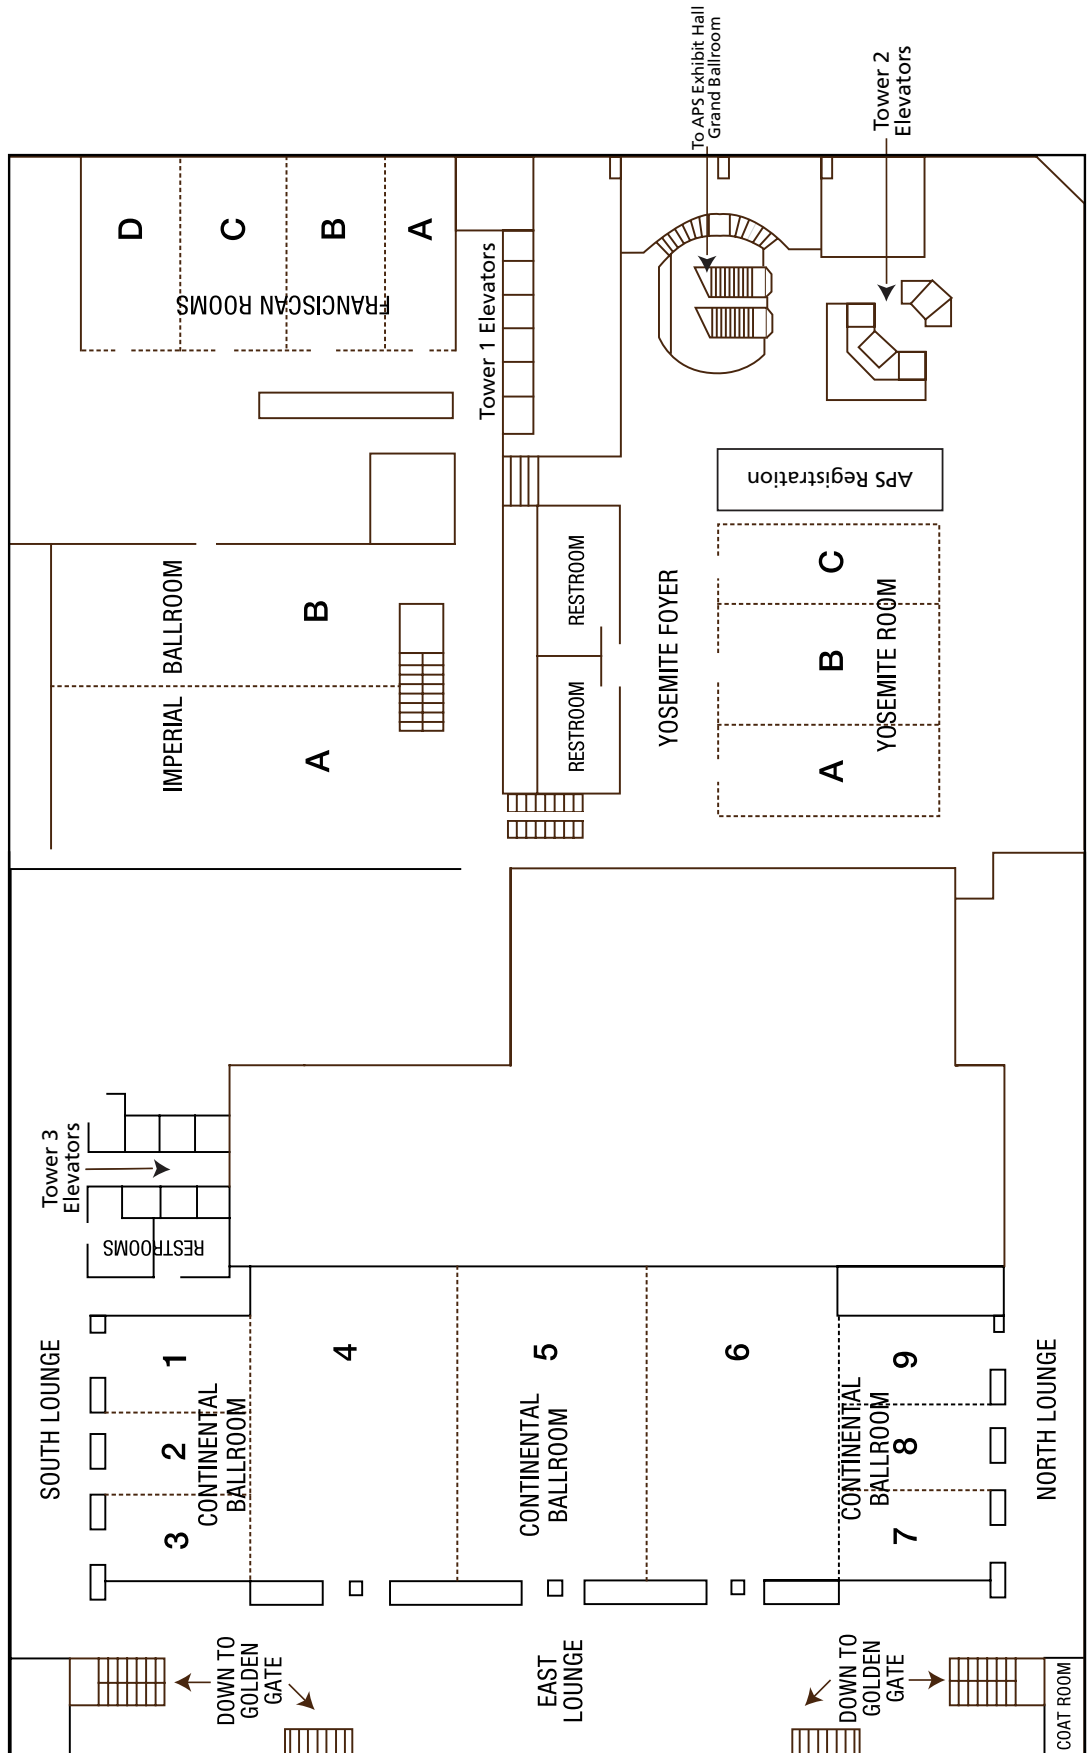 To APS Exhibit Hall
Grand Ballroom
Tower 2
Elevators
D
C
B
A
FRANCISCAN ROOMS
Tower 1 Elevators
APS Registration
IMPERIAL BALLROOM
B
A
RESTROOM
RESTROOM
YOSEMITE FOYER
C
B
A
YOSEMITE ROOM
Tower 3
Elevators
RESTROOMS
SOUTH LOUNGE
1
2
3
CONTINENTAL
BALLROOM
4
5
6
CONTINENTAL
BALLROOM
9
8
7
CONTINENTAL
BALLROOM
NORTH LOUNGE
DOWN TO
GOLDEN
GATE
EAST
LOUNGE
DOWN TO
GOLDEN
GATE
COAT ROOM